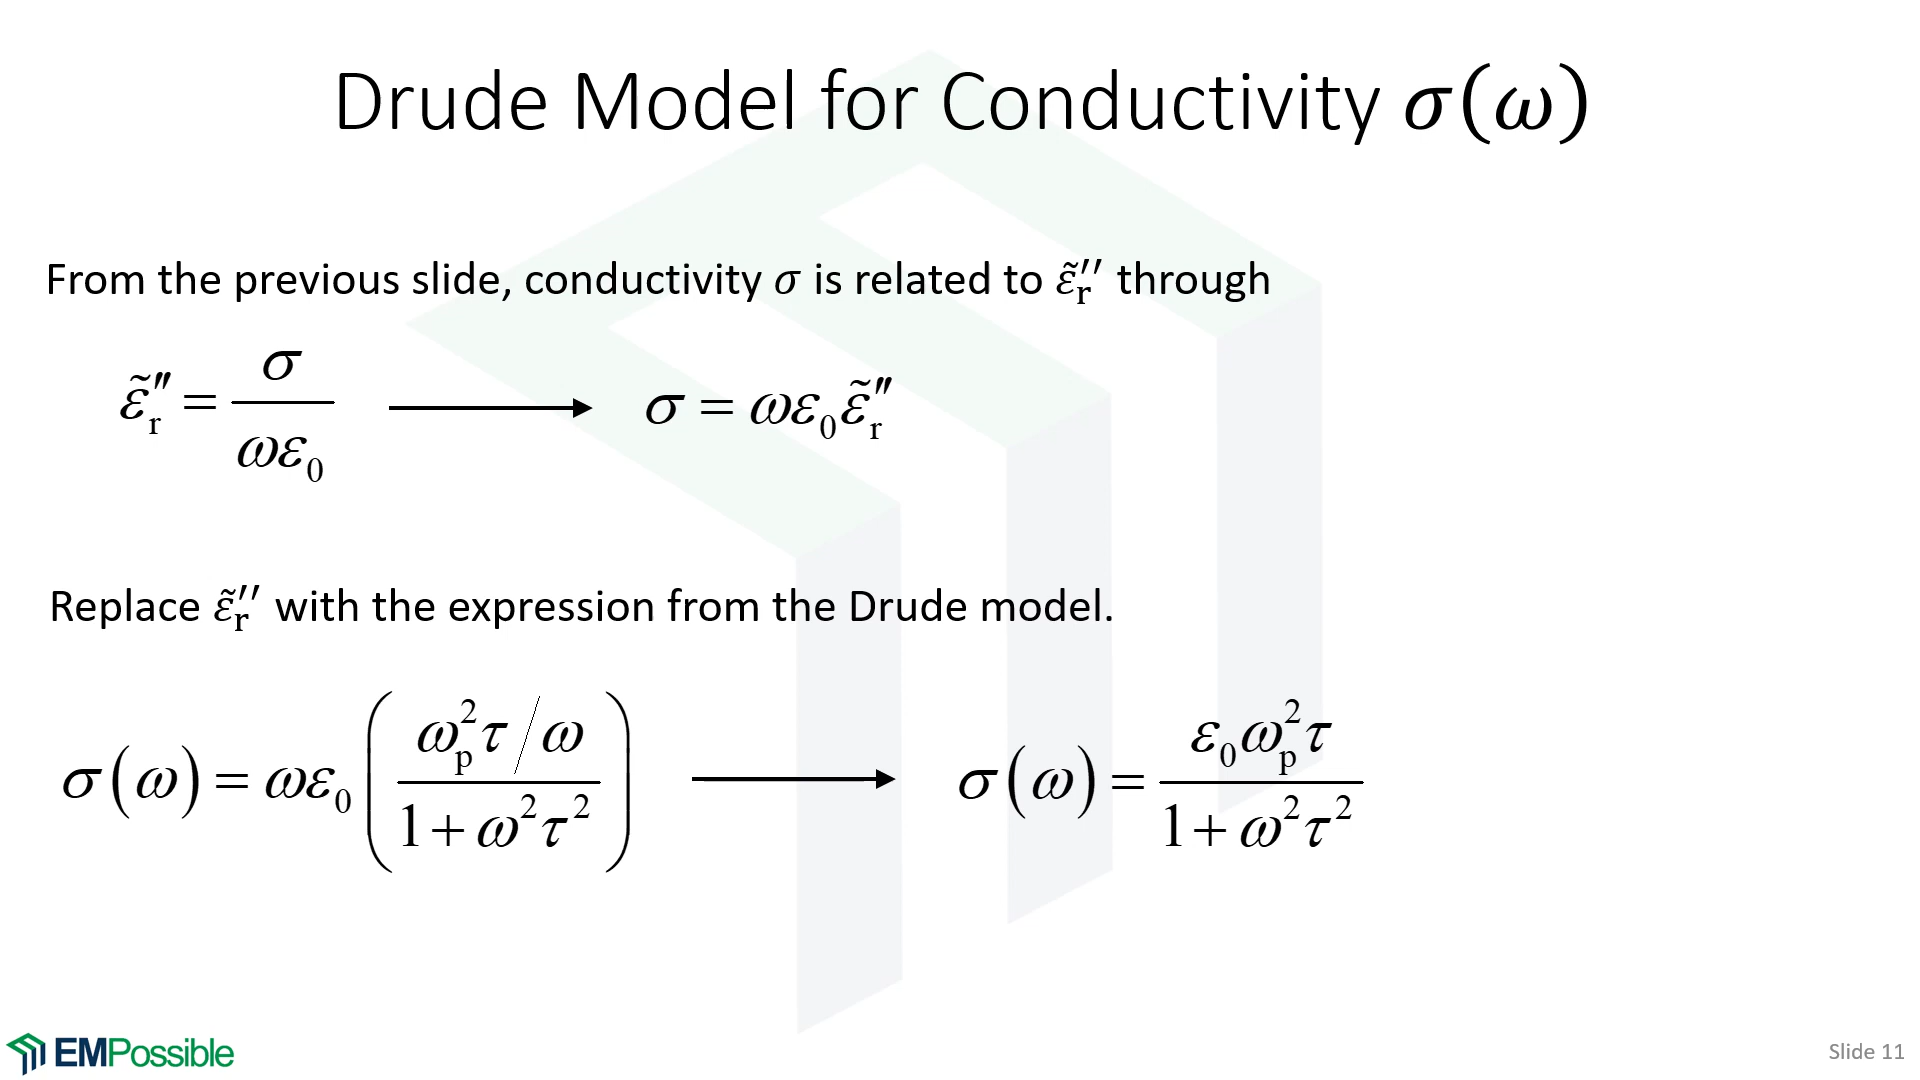 Drude Model for Conductivity 𝜎(𝜔)
From the previous slide, conductivity 𝜎 is related to ε̃ᵣ′′ through
ε̃ᵣ″ = σ / (ωε₀) ⟶ σ = ωε₀ε̃ᵣ″
Replace ε̃ᵣ′′ with the expression from the Drude model.
σ(ω) = ωε₀ ( (ωₚ²τ/ω) / (1+ω²τ²) ) ⟶ σ(ω) = ε₀ωₚ²τ / (1+ω²τ²)
EMPossible
Slide 11